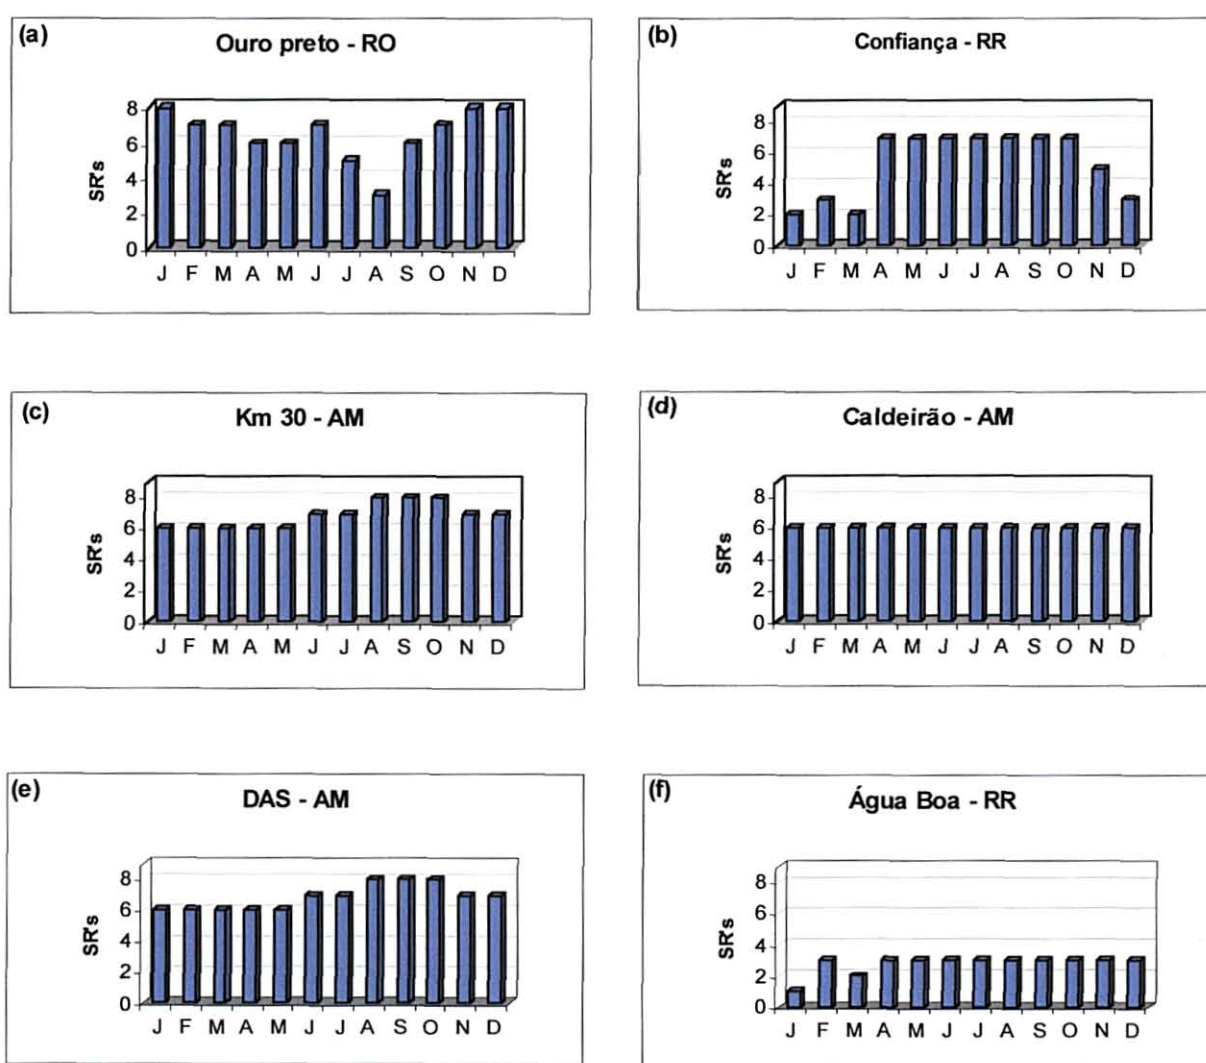 (a)
Ouro preto - RO
SR's
8
6
4
2
0
J F M A M J J A S O N D
(b)
Confiança - RR
SR's
8
6
4
2
0
J F M A M J J A S O N D
(c)
Km 30 - AM
SR's
8
6
4
2
0
J F M A M J J A S O N D
(d)
Caldeirão - AM
SR's
8
6
4
2
0
J F M A M J J A S O N D
(e)
DAS - AM
SR's
8
6
4
2
0
J F M A M J J A S O N D
(f)
Água Boa - RR
SR's
8
6
4
2
0
J F M A M J J A S O N D